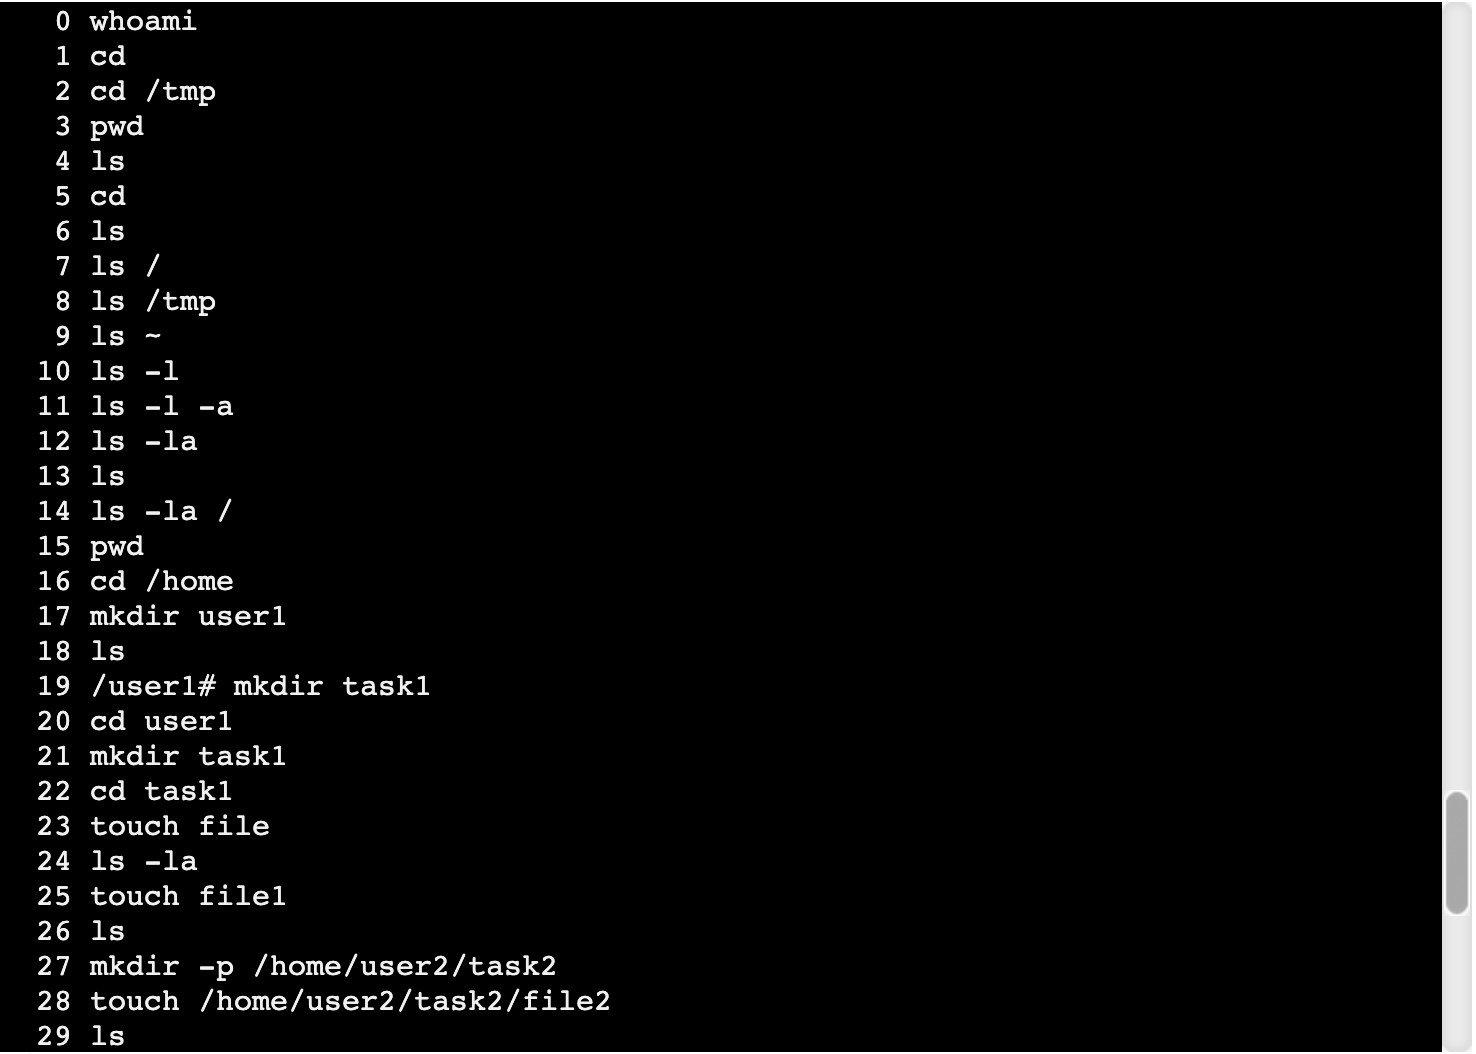 0 whoami
1 cd
2 cd /tmp
3 pwd
4 ls
5 cd
6 ls
7 ls /
8 ls /tmp
9 ls ~
10 ls -l
11 ls -l -a
12 ls -la
13 ls
14 ls -la /
15 pwd
16 cd /home
17 mkdir user1
18 ls
19 /user1# mkdir task1
20 cd user1
21 mkdir task1
22 cd task1
23 touch file
24 ls -la
25 touch file1
26 ls
27 mkdir -p /home/user2/task2
28 touch /home/user2/task2/file2
29 ls